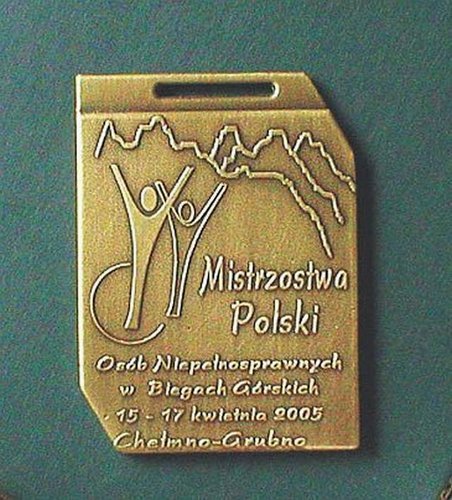 Mistrzostwa
Polski
Osób Niepełnosprawnych
w Biegach Górskich
15 - 17 kwietnia 2005
Chełmno-Grubno